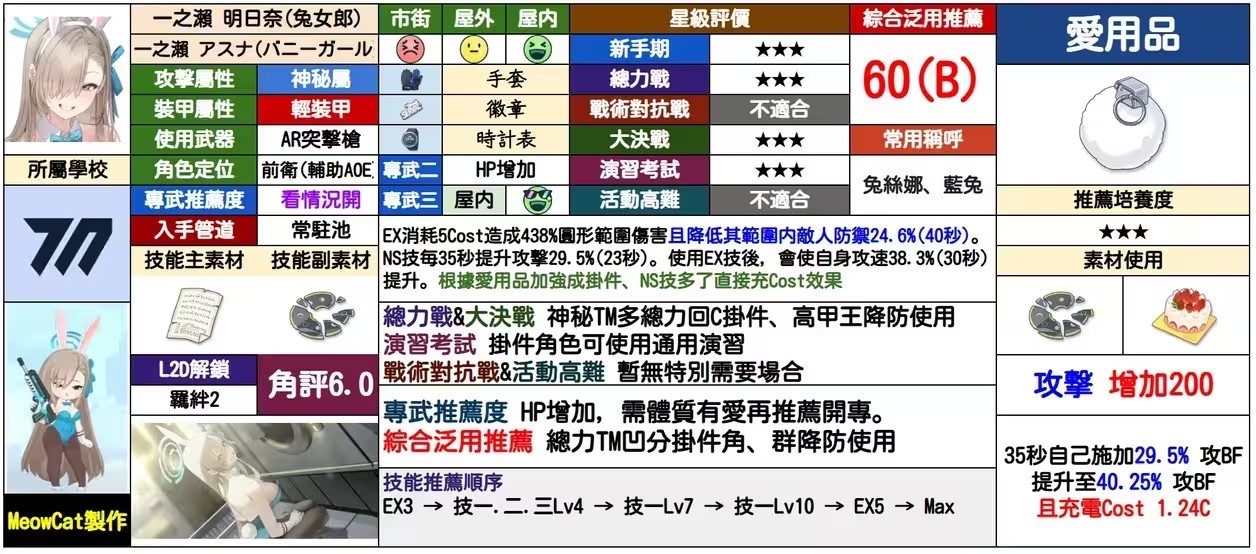 一之瀨 明日奈(兔女郎)
一之瀬 アスナ(バニーガール
攻擊屬性 神秘屬
裝甲屬性 輕裝甲
使用武器 AR突擊槍
角色定位 前衛(輔助AOE)
專武推薦度 看情況開
入手管道 常駐池
技能主素材 技能副素材
L2D解鎖
羈絆2
角評6.0
所屬學校
MeowCat製作
市街 屋外 屋內
手套
徽章
時計表
專武二 HP增加
專武三 屋內
星級評價
新手期 ★★★
總力戰 ★★★
戰術對抗戰 不適合
大決戰 ★★★
演習考試 ★★★
活動高難 不適合
綜合泛用推薦
60(B)
常用稱呼
兔絲娜、藍兔
EX消耗5Cost造成438%圓形範圍傷害且降低其範圍內敵人防禦24.6%(40秒)。
NS技每35秒提升攻擊29.5%(23秒)。使用EX技後，會使自身攻速38.3%(30秒)
提升。根據愛用品加強成掛件、NS技多了直接充Cost效果
總力戰&大決戰 神秘TM多總力回C掛件、高甲王降防使用
演習考試 掛件角色可使用通用演習
戰術對抗戰&活動高難 暫無特別需要場合
專武推薦度 HP增加，需體質有愛再推薦開專。
綜合泛用推薦 總力TM凹分掛件角、群降防使用
技能推薦順序
EX3 → 技一.二.三Lv4 → 技一Lv7 → 技一Lv10 → EX5 → Max
愛用品
推薦培養度
★★★
素材使用
攻擊 增加200
35秒自己施加29.5% 攻BF
提升至40.25% 攻BF
且充電Cost 1.24C